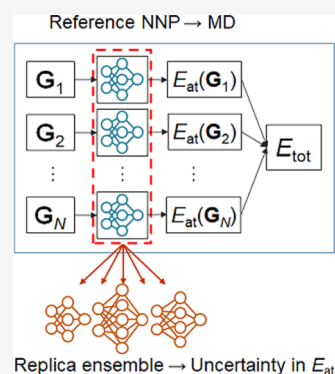 Reference NNP → MD
G1 Eat(G1)
G2 Eat(G2)
⋮ ⋮ ⋮
GN Eat(GN)
Etot
Replica ensemble → Uncertainty in Eat